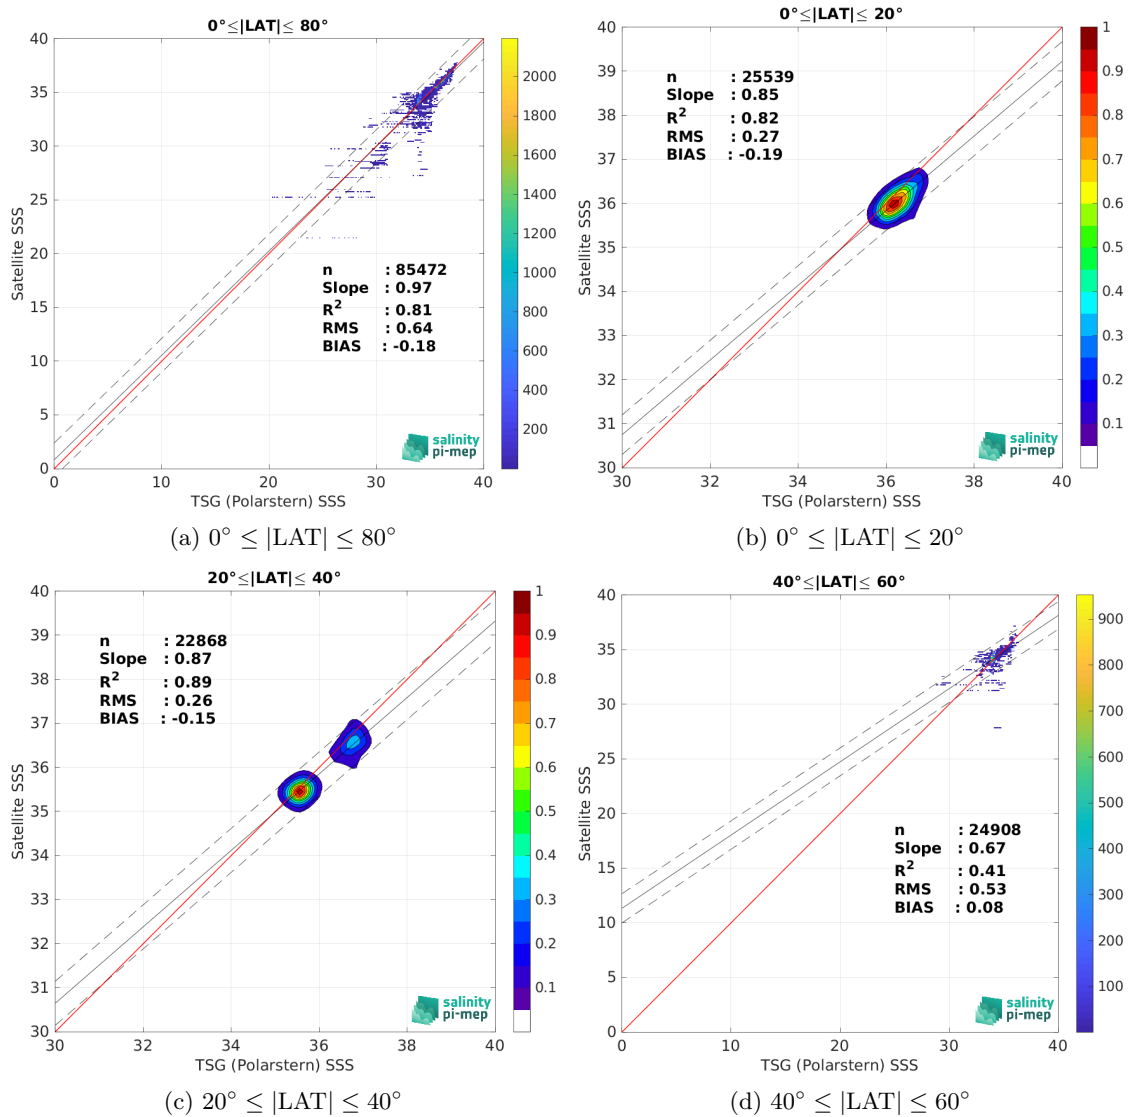 0°≤|LAT|≤ 80°
40
35
30
25
20
15
10
5
0
Satellite SSS
n : 85472
Slope : 0.97
R² : 0.81
RMS : 0.64
BIAS : -0.18
salinity
pi-mep
0 10 20 30 40
TSG (Polarstern) SSS
2000
1800
1600
1400
1200
1000
800
600
400
200
(a) 0° ≤ |LAT| ≤ 80°
0°≤|LAT|≤ 20°
40
39
38
37
36
35
34
33
32
31
30
Satellite SSS
n : 25539
Slope : 0.85
R² : 0.82
RMS : 0.27
BIAS : -0.19
salinity
pi-mep
30 32 34 36 38 40
TSG (Polarstern) SSS
1
0.9
0.8
0.7
0.6
0.5
0.4
0.3
0.2
0.1
(b) 0° ≤ |LAT| ≤ 20°
20°≤|LAT|≤ 40°
40
39
38
37
36
35
34
33
32
31
30
Satellite SSS
n : 22868
Slope : 0.87
R² : 0.89
RMS : 0.26
BIAS : -0.15
salinity
pi-mep
30 32 34 36 38 40
TSG (Polarstern) SSS
1
0.9
0.8
0.7
0.6
0.5
0.4
0.3
0.2
0.1
(c) 20° ≤ |LAT| ≤ 40°
40°≤|LAT|≤ 60°
40
35
30
25
20
15
10
5
0
Satellite SSS
n : 24908
Slope : 0.67
R² : 0.41
RMS : 0.53
BIAS : 0.08
salinity
pi-mep
0 10 20 30 40
TSG (Polarstern) SSS
900
800
700
600
500
400
300
200
100
(d) 40° ≤ |LAT| ≤ 60°